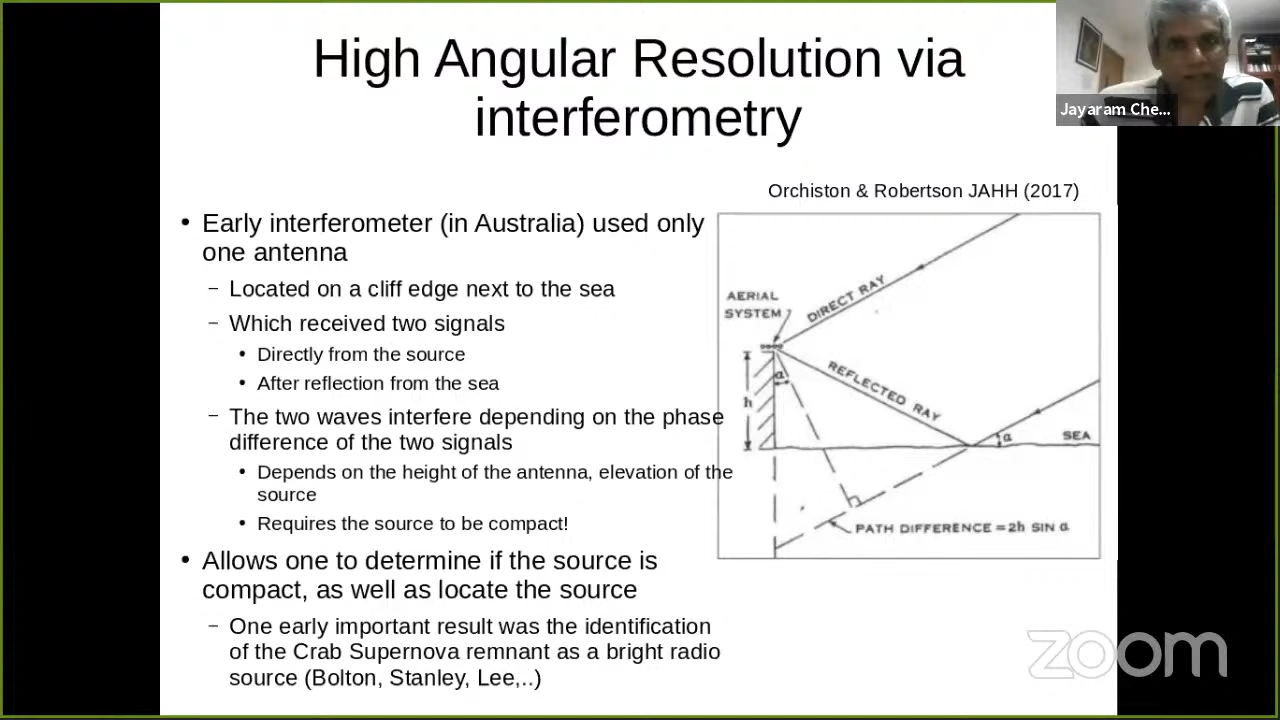 High Angular Resolution via
interferometry
Jayaram Che...
Orchiston & Robertson JAHH (2017)
• Early interferometer (in Australia) used only
one antenna
– Located on a cliff edge next to the sea
– Which received two signals
• Directly from the source
• After reflection from the sea
– The two waves interfere depending on the phase
difference of the two signals
• Depends on the height of the antenna, elevation of the
source
• Requires the source to be compact!
• Allows one to determine if the source is
compact, as well as locate the source
– One early important result was the identification
of the Crab Supernova remnant as a bright radio
source (Bolton, Stanley, Lee,..)
AERIAL
SYSTEM
DIRECT RAY
REFLECTED RAY
α
h
α
SEA
PATH DIFFERENCE = 2h SIN α
zoom